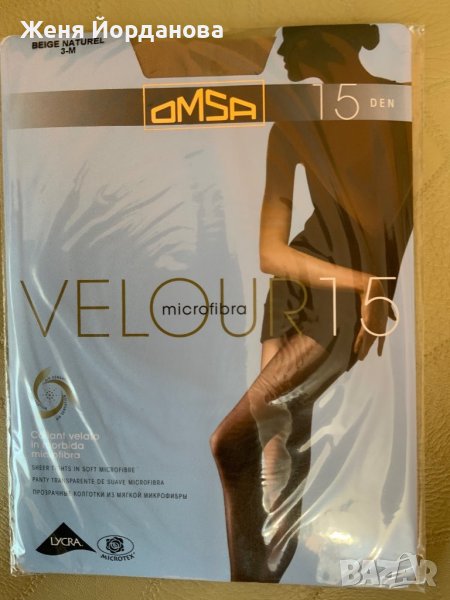 Женя Йорданова
BEIGE NATUREL
3-M
OMSA
15 DEN
VELOUR 15
microfibra
Collant velato
in morbida
microfibra
SHEER TIGHTS IN SOFT MICROFIBRE
PANTY TRANSPARENTE DE SUAVE MICROFIBRA
ПРОЗРАЧНЫЕ КОЛГОТКИ ИЗ МЯГКОЙ МИКРОФИБРЫ
LYCRA
MICROTEX
BAZAR